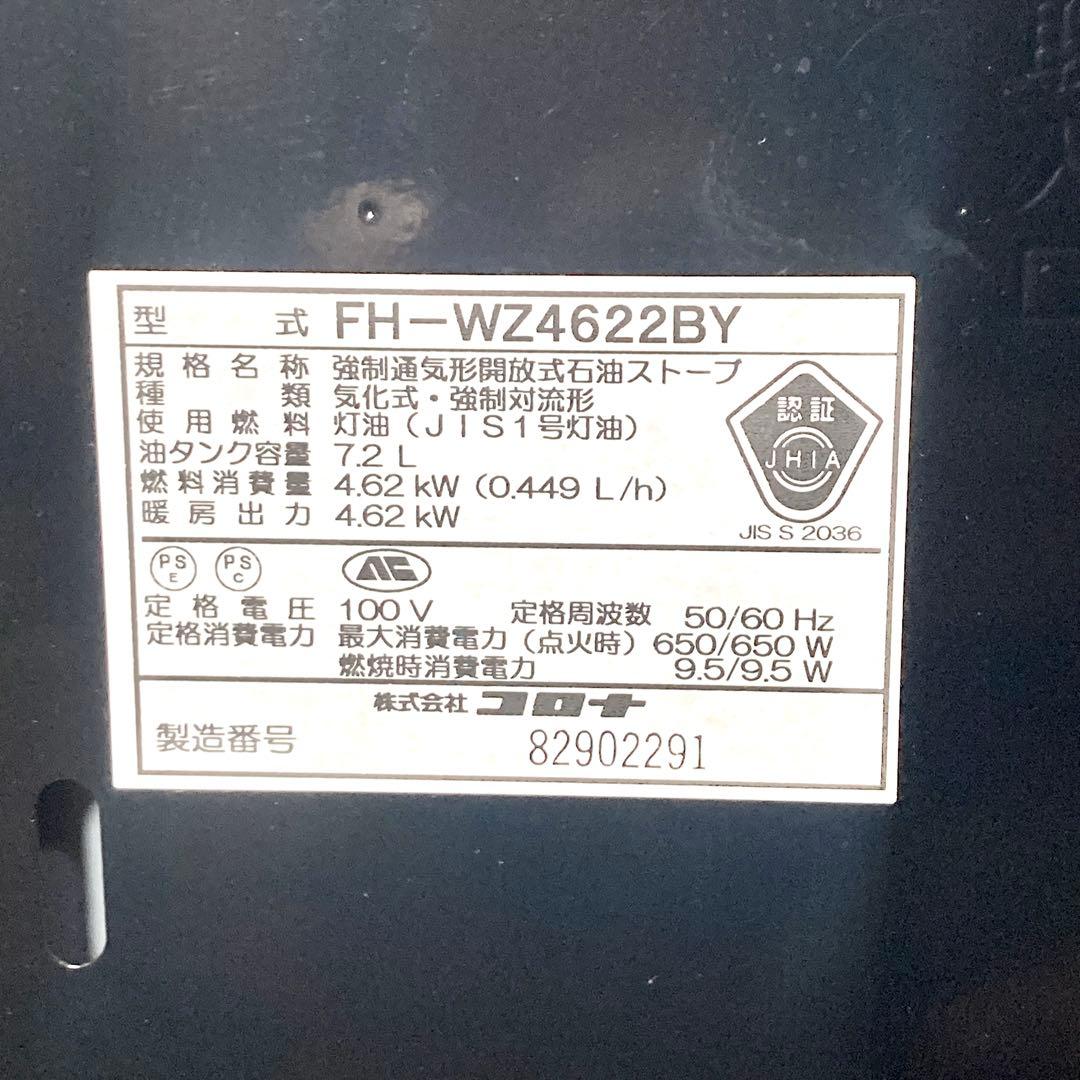 型式 FH-WZ4622BY
規格名称 強制通気形開放式石油ストーブ
種類 気化式・強制対流形
使用燃料 灯油（JIS1号灯油）
油タンク容量 7.2 L
燃料消費量 4.62 kW (0.449 L/h)
暖房出力 4.62 kW
認証
JHIA
JIS S 2036
PS E PS C
定格電圧 100 V 定格周波数 50/60 Hz
定格消費電力 最大消費電力（点火時）650/650 W
燃焼時消費電力 9.5/9.5 W
株式会社 コロナ
製造番号 82902291